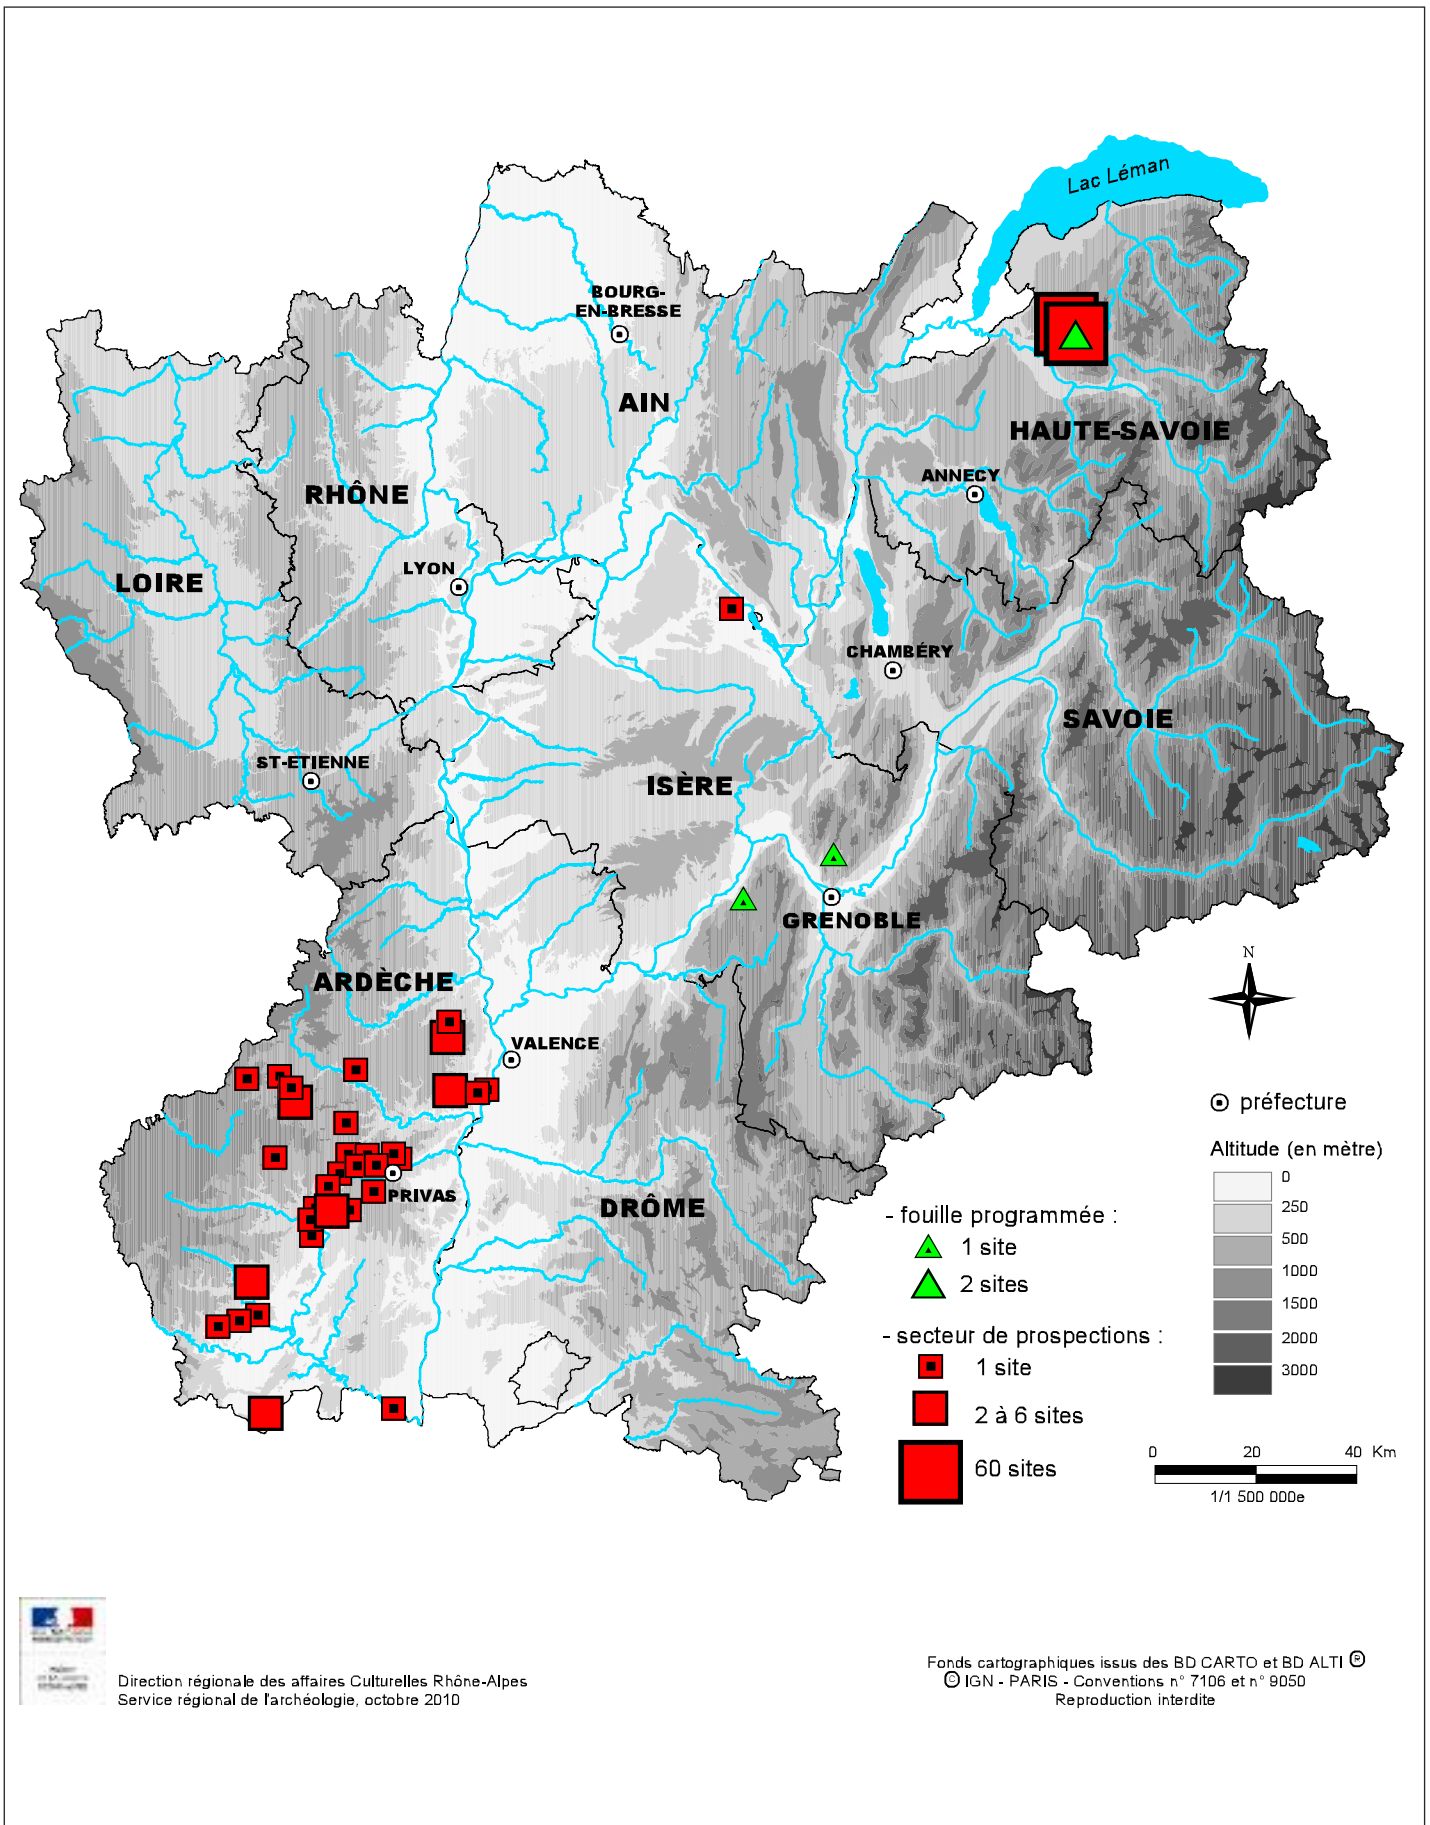 Lac Léman
BOURG-
EN-BRESSE
AIN
HAUTE-SAVOIE
ANNECY
RHÔNE
LYON
LOIRE
CHAMBÉRY
SAVOIE
ST-ETIENNE
ISÈRE
GRENOBLE
ARDÈCHE
VALENCE
PRIVAS
DRÔME
N
préfecture
Altitude (en mètre)
0
250
500
1000
1500
2000
3000
- fouille programmée :
1 site
2 sites
- secteur de prospections :
1 site
2 à 6 sites
60 sites
0 20 40 Km
1/1 500 000e
Direction régionale des affaires Culturelles Rhône-Alpes
Service régional de l'archéologie, octobre 2010
Fonds cartographiques issus des BD CARTO et BD ALTI ®
© IGN - PARIS - Conventions n° 7106 et n° 9050
Reproduction interdite